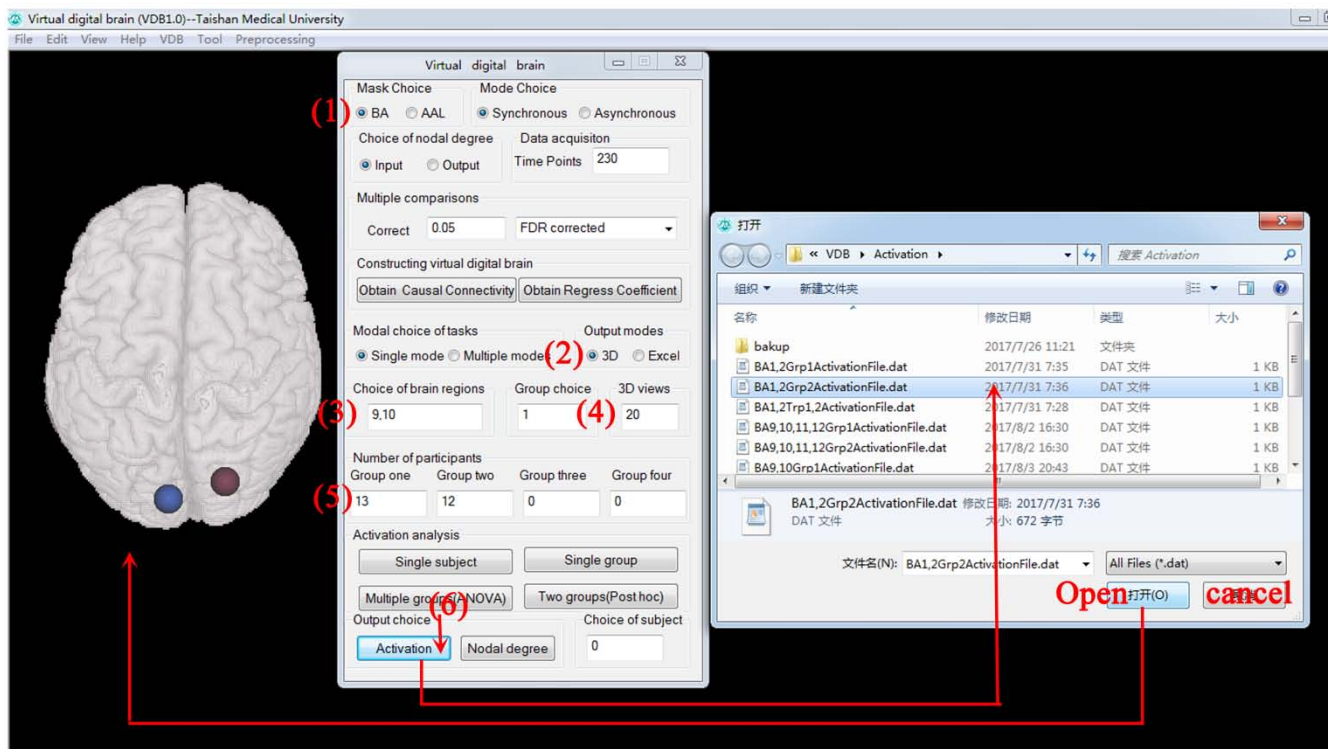 Virtual digital brain (VDB1.0)--Taishan Medical University
File Edit View Help VDB Tool Preprocessing
Virtual digital brain
Mask Choice Mode Choice
(1) BA AAL Synchronous Asynchronous
Choice of nodal degree Data acquisiton
Input Output Time Points 230
Multiple comparisons
Correct 0.05 FDR corrected
Constructing virtual digital brain
Obtain Causal Connectivity Obtain Regress Coefficient
Modal choice of tasks Output modes
Single mode Multiple modes (2) 3D Excel
Choice of brain regions Group choice 3D views
(3) 9,10 1 (4) 20
Number of participants
Group one Group two Group three Group four
(5) 13 12 0 0
Activation analysis
Single subject Single group
Multiple groups(ANOVA) Two groups(Post hoc)
(6)
Output choice Choice of subject
Activation Nodal degree 0
打开
« VDB Activation 搜索 Activation
组织 新建文件夹
名称 修改日期 类型 大小
bakup 2017/7/26 11:21 文件夹
BA1,2Grp1ActivationFile.dat 2017/7/31 7:35 DAT 文件 1 KB
BA1,2Grp2ActivationFile.dat 2017/7/31 7:36 DAT 文件 1 KB
BA1,2Trp1,2ActivationFile.dat 2017/7/31 7:28 DAT 文件 1 KB
BA9,10,11,12Grp1ActivationFile.dat 2017/8/2 16:30 DAT 文件 1 KB
BA9,10,11,12Grp2ActivationFile.dat 2017/8/2 16:30 DAT 文件 1 KB
BA9,10Grp1ActivationFile.dat 2017/8/3 20:43 DAT 文件 1 KB
BA1,2Grp2ActivationFile.dat 修改日期: 2017/7/31 7:36
DAT 文件 大小: 672 字节
文件名(N): BA1,2Grp2ActivationFile.dat All Files (*.dat)
Open 打开(O) cancel